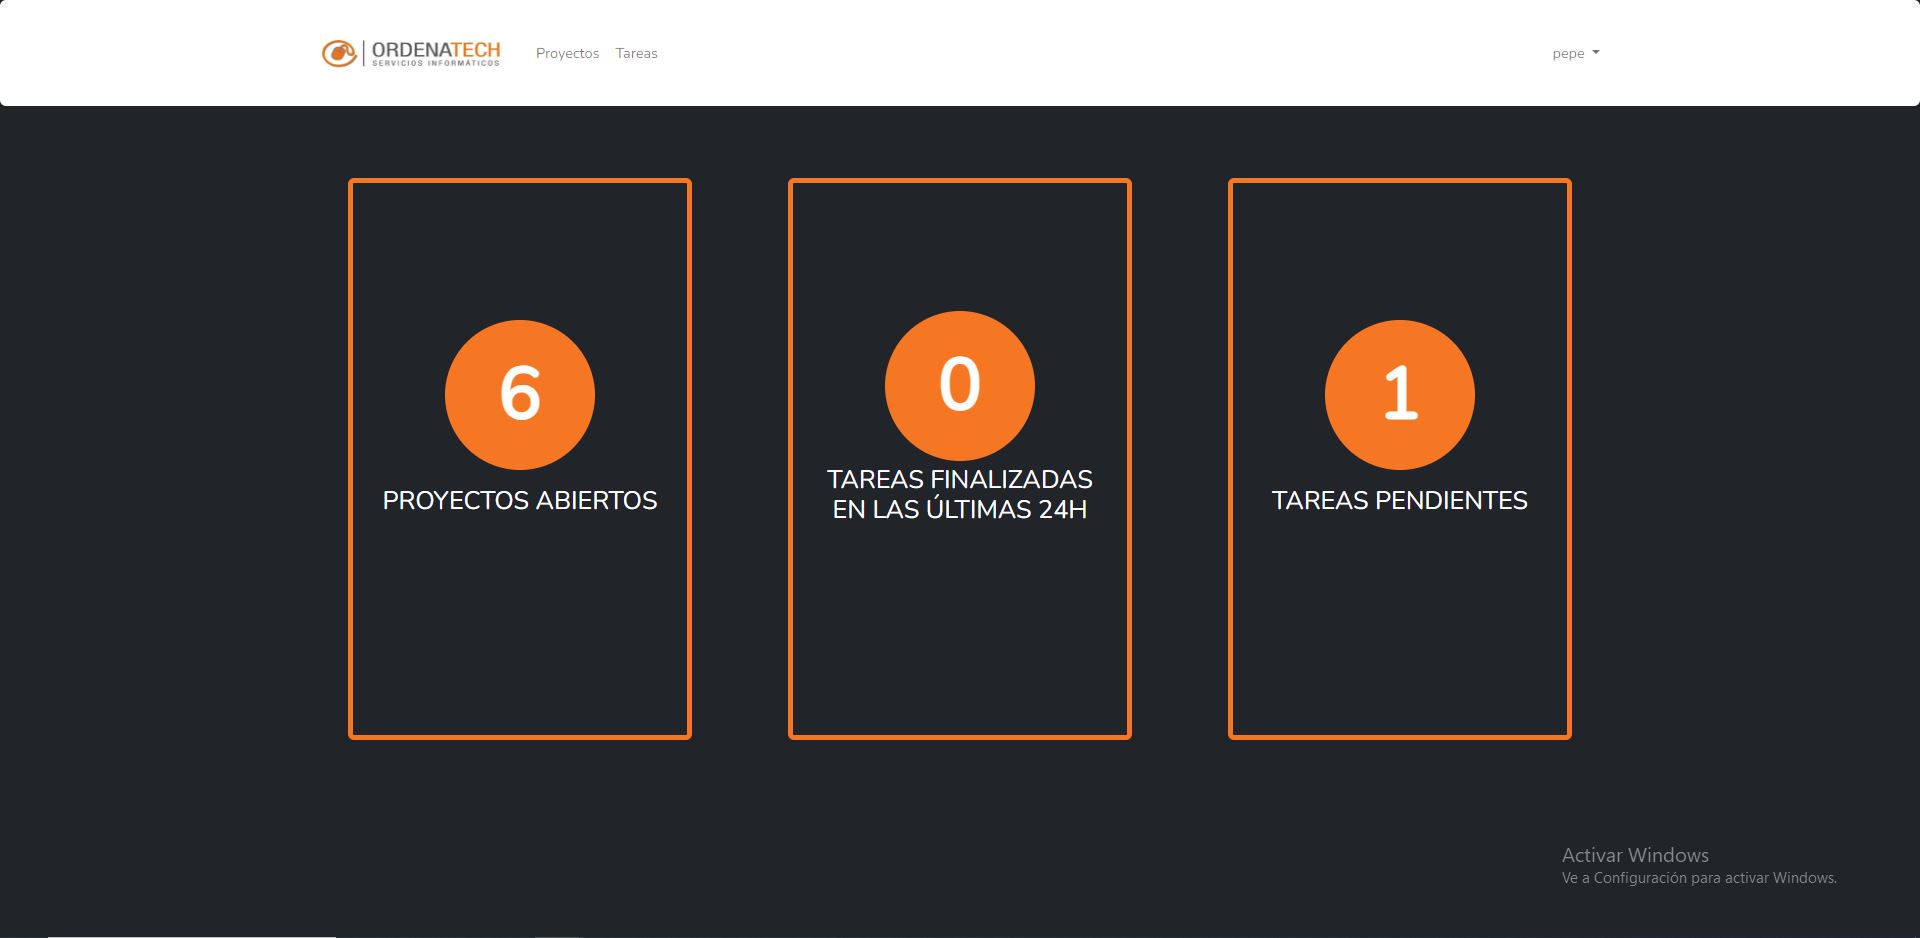 ORDENATECH
SERVICIOS INFORMÁTICOS
Proyectos Tareas
pepe
6
PROYECTOS ABIERTOS
0
TAREAS FINALIZADAS
EN LAS ÚLTIMAS 24H
1
TAREAS PENDIENTES
Activar Windows
Ve a Configuración para activar Windows.